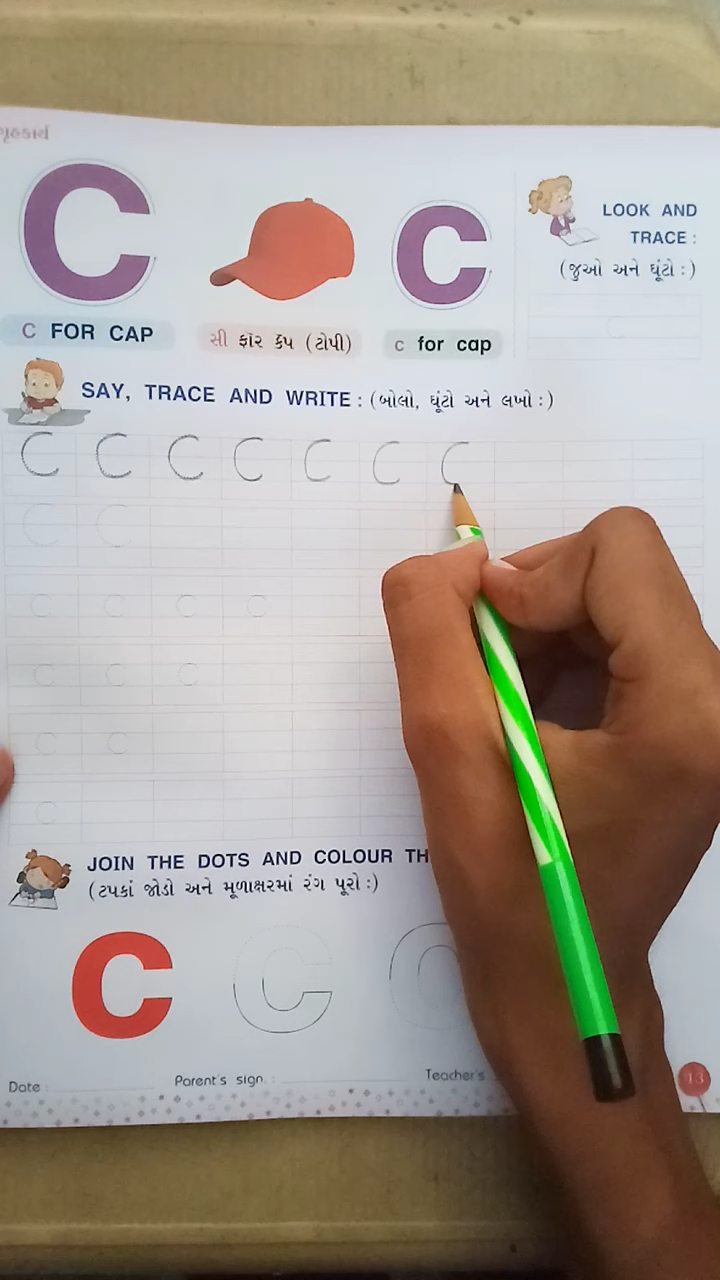 ગૃહકાર્ય
C c
LOOK AND
TRACE :
(જુઓ અને ઘૂંટો :)
C FOR CAP
સી ફૉર કૅપ (ટોપી)
c for cap
SAY, TRACE AND WRITE : (બોલો, ઘૂંટો અને લખો :)
C C C C C C C
C C
c c c c
c c c
c c
c
JOIN THE DOTS AND COLOUR TH
(ટપકાં જોડો અને મૂળાક્ષરમાં રંગ પૂરો :)
C C C
Date :
Parent's sign. :
Teacher's
13